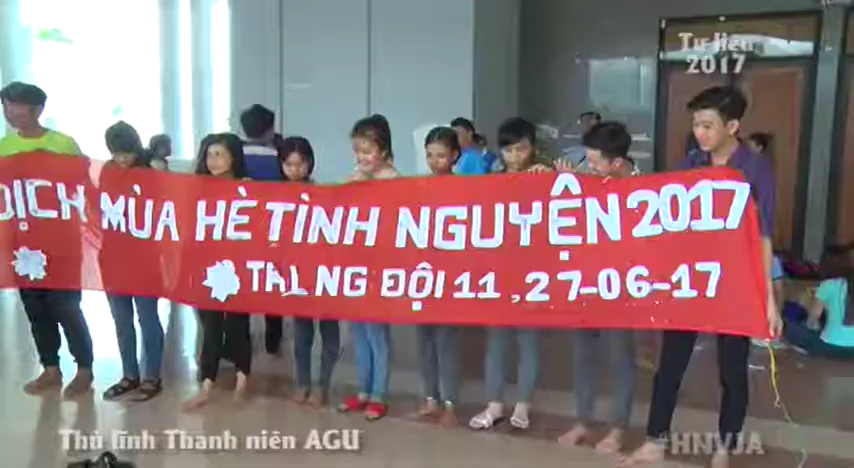 Tư liệu
2017
DỊCH MÙA HÈ TÌNH NGUYỆN 2017
ĐỘI 11, 27-06-17
Thủ lĩnh Thanh niên AGU
#HNVJA